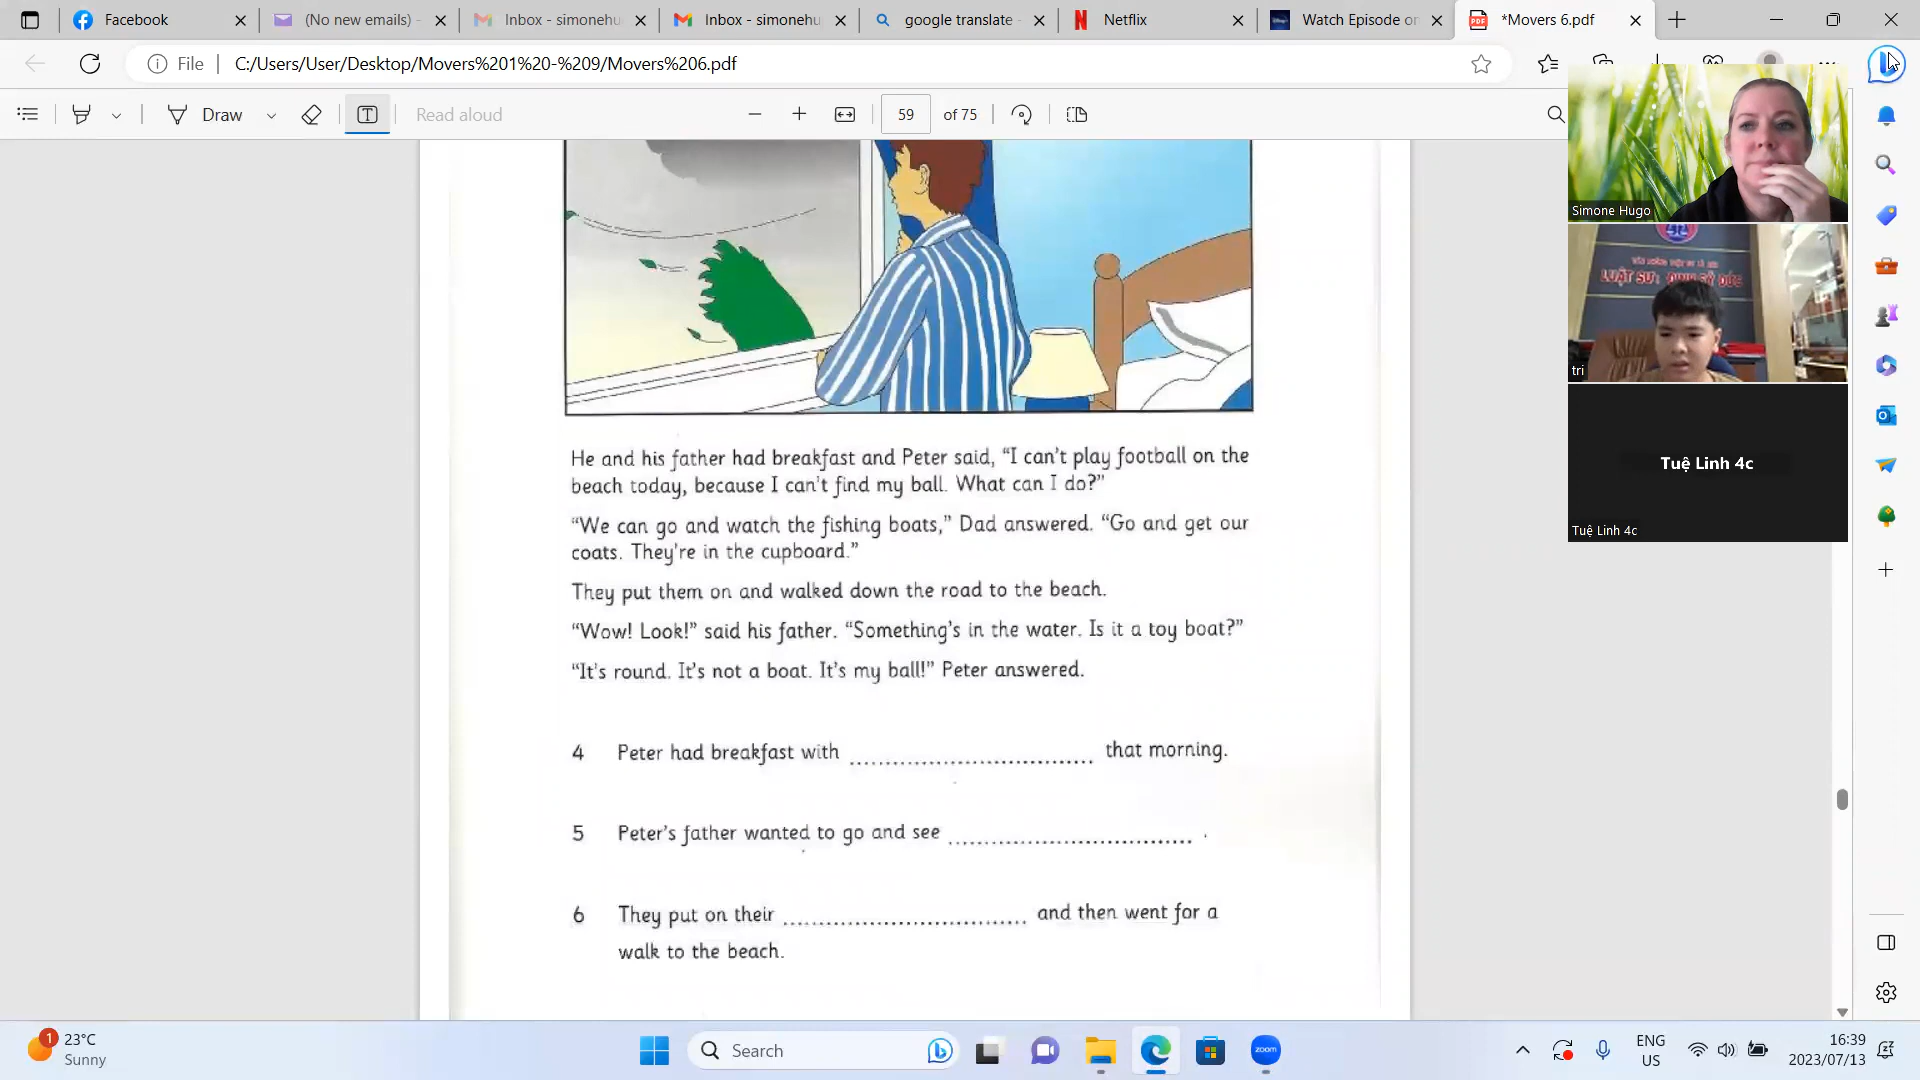 Facebook
(No new emails) -
Inbox - simonehu
Inbox - simonehu
google translate -
Netflix
Watch Episode on
*Movers 6.pdf
File
C:/Users/User/Desktop/Movers%201%20-%209/Movers%206.pdf
Draw
Read aloud
59 of 75
Simone Hugo
LUẬT SƯ: ĐINH SỸ ĐỨC
tri
Tuệ Linh 4c
Tuệ Linh 4c
He and his father had breakfast and Peter said, “I can’t play football on the
beach today, because I can’t find my ball. What can I do?”
“We can go and watch the fishing boats,” Dad answered. “Go and get our
coats. They’re in the cupboard.”
They put them on and walked down the road to the beach.
“Wow! Look!” said his father. “Something’s in the water. Is it a toy boat?”
“It’s round. It’s not a boat. It’s my ball!” Peter answered.
4 Peter had breakfast with ................................ that morning.
5 Peter’s father wanted to go and see ................................ .
6 They put on their ................................ and then went for a
walk to the beach.
1
23°C
Sunny
Search
zoom
ENG
US
16:39
2023/07/13